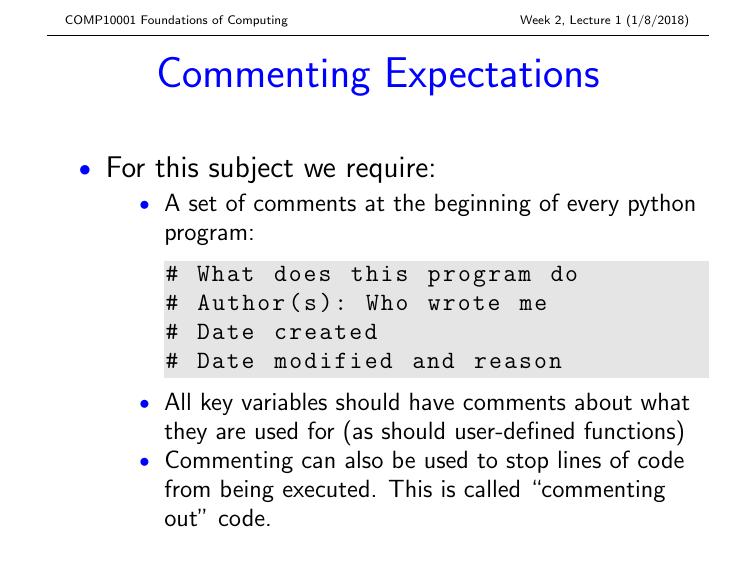 COMP10001 Foundations of Computing
Week 2, Lecture 1 (1/8/2018)
Commenting Expectations
• For this subject we require:
• A set of comments at the beginning of every python
program:
# What does this program do
# Author(s): Who wrote me
# Date created
# Date modified and reason
• All key variables should have comments about what
they are used for (as should user-defined functions)
• Commenting can also be used to stop lines of code
from being executed. This is called “commenting
out” code.